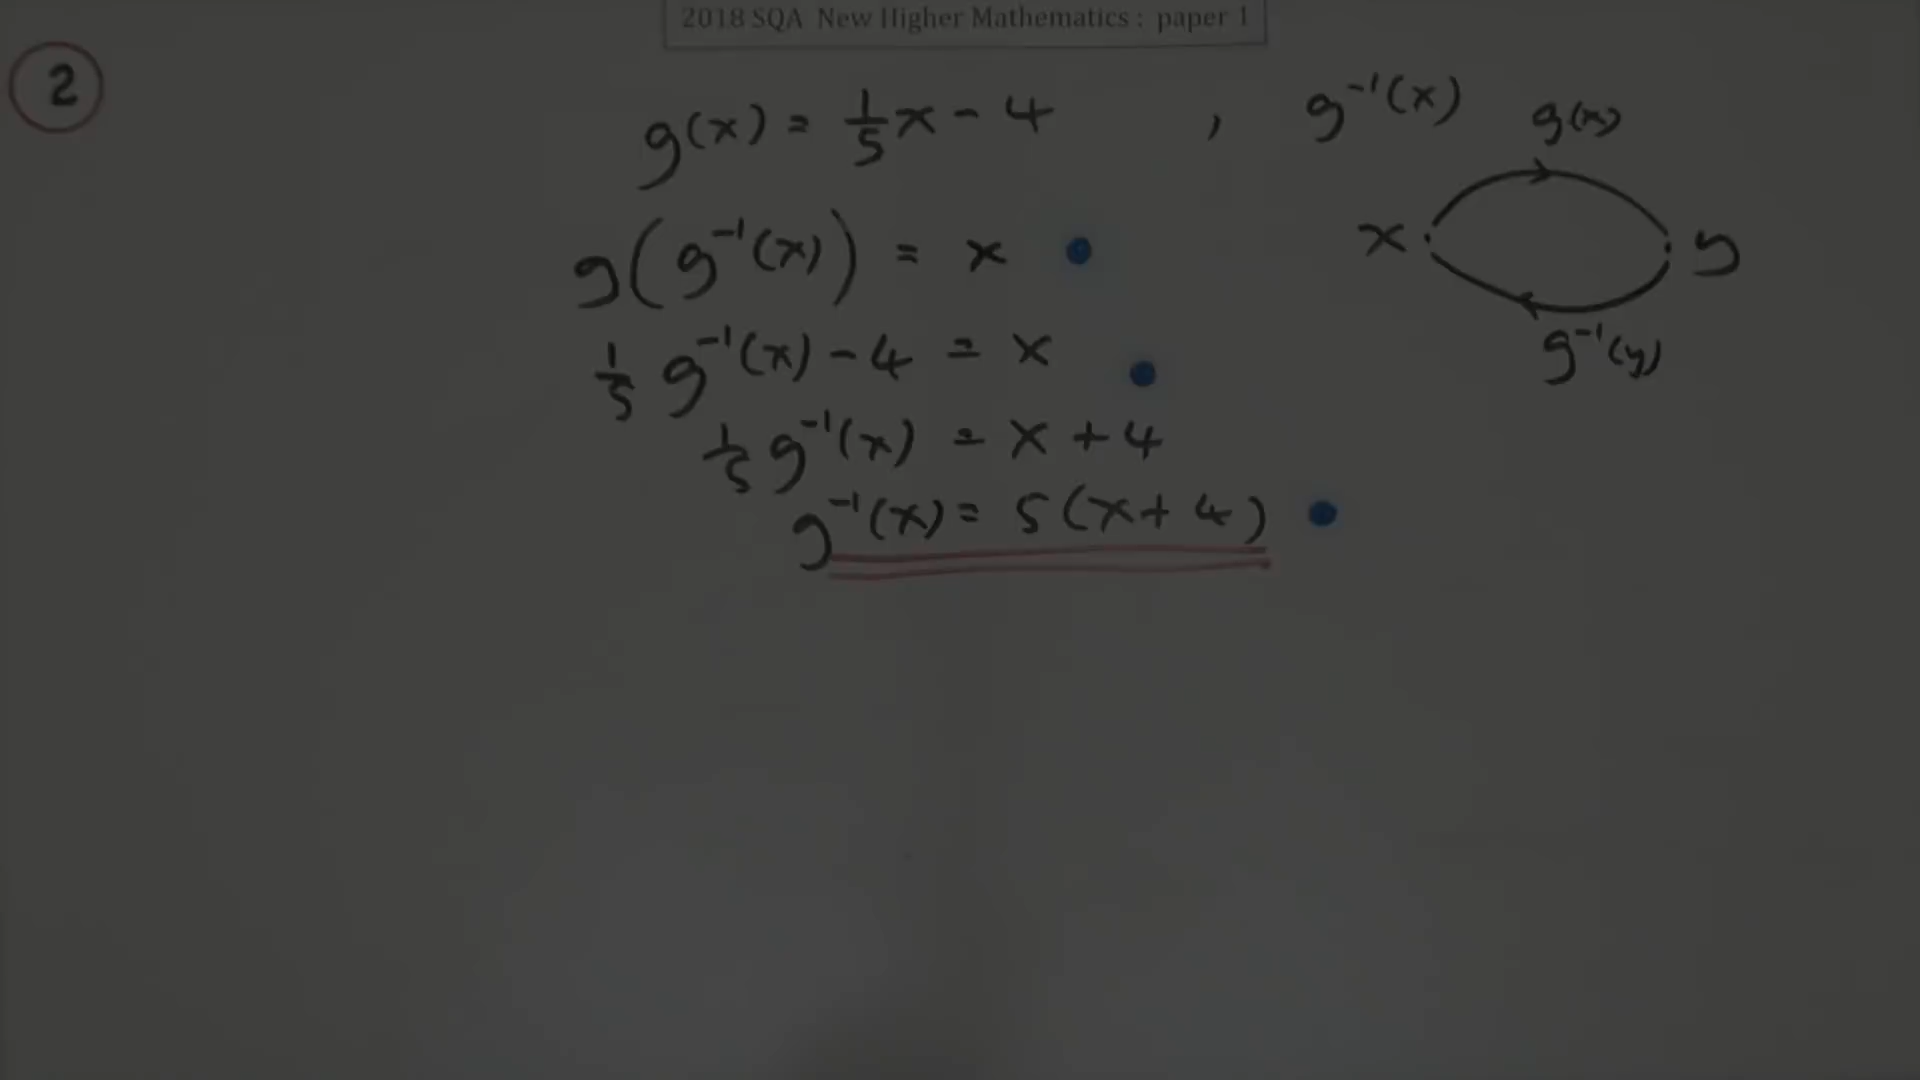 2018 SQA New Higher Mathematics : paper 1
2
g(x) = 1/5 x - 4 , g⁻¹(x)
g(x)
g(g⁻¹(x)) = x
x y
1/5 g⁻¹(x) - 4 = x
g⁻¹(y)
1/5 g⁻¹(x) = x + 4
g⁻¹(x) = 5(x + 4)